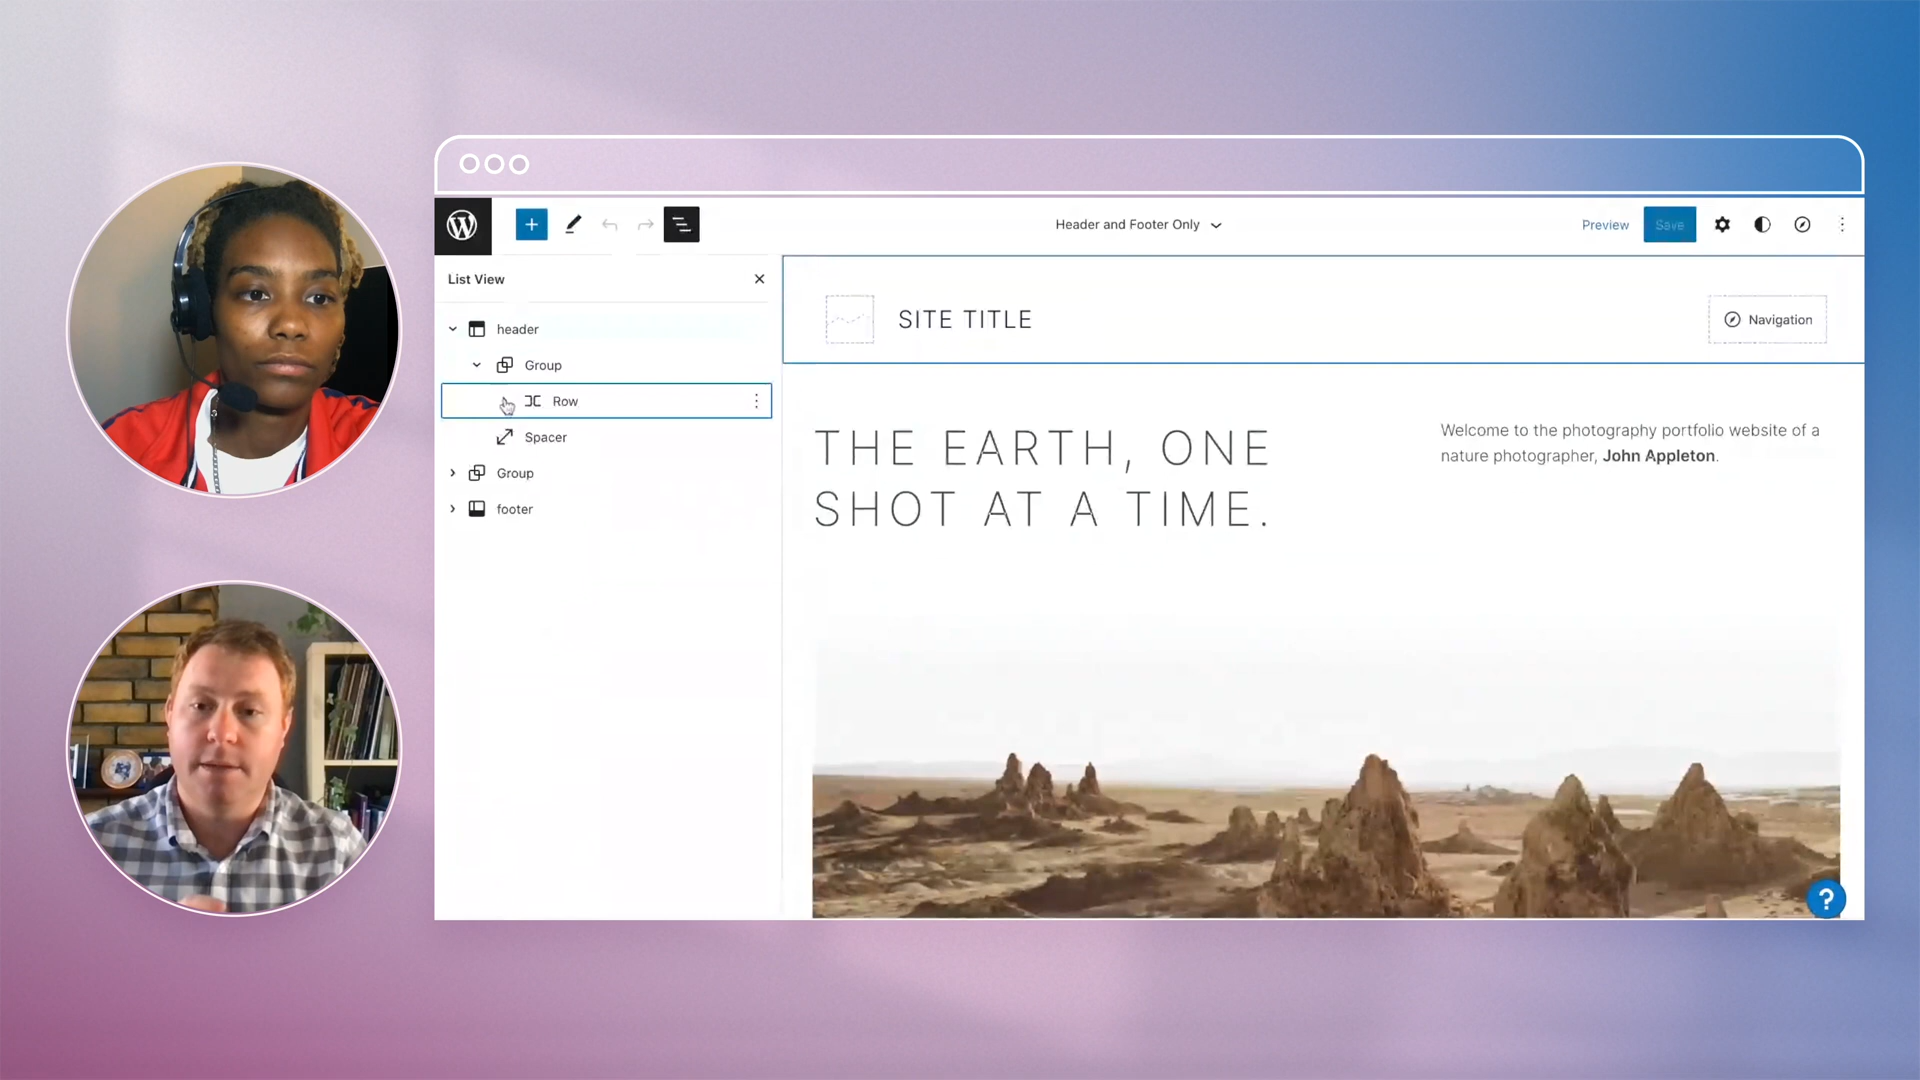 Header and Footer Only
Preview
Save
List View
header
Group
Row
Spacer
Group
footer
SITE TITLE
Navigation
THE EARTH, ONE
SHOT AT A TIME.
Welcome to the photography portfolio website of a
nature photographer, John Appleton.
?